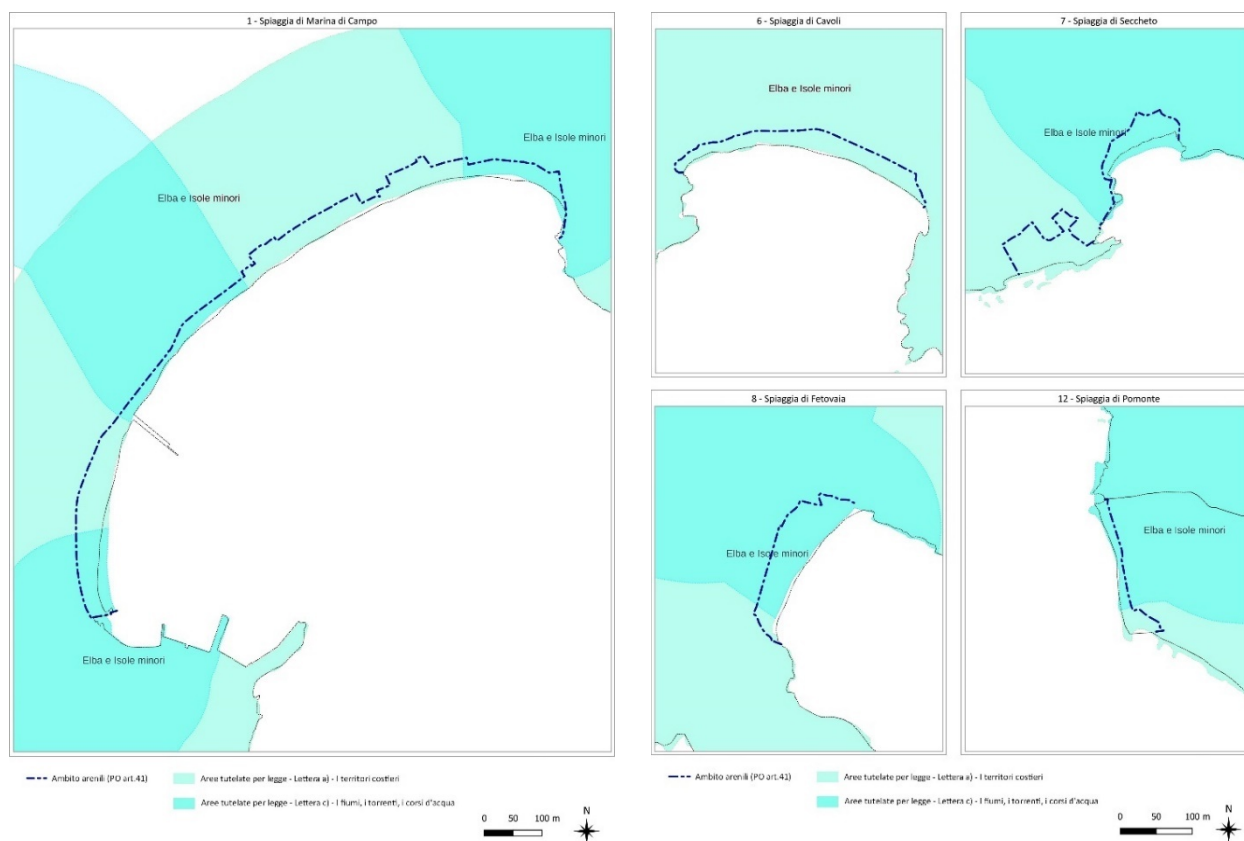 1 - Spiaggia di Marina di Campo
Elba e Isole minori
Elba e Isole minori
Elba e Isole minori
Ambito arenili (PO art.41)
Aree tutelate per legge - Lettera a) - I territori costieri
Aree tutelate per legge - Lettera c) - I fiumi, i torrenti, i corsi d'acqua
0 50 100 m
N
6 - Spiaggia di Cavoli
Elba e Isole minori
7 - Spiaggia di Seccheto
Elba e Isole minori
8 - Spiaggia di Fetovaia
Elba e Isole minori
12 - Spiaggia di Pomonte
Elba e Isole minori
Ambito arenili (PO art.41)
Aree tutelate per legge - Lettera a) - I territori costieri
Aree tutelate per legge - Lettera c) - I fiumi, i torrenti, i corsi d'acqua
0 50 100 m
N